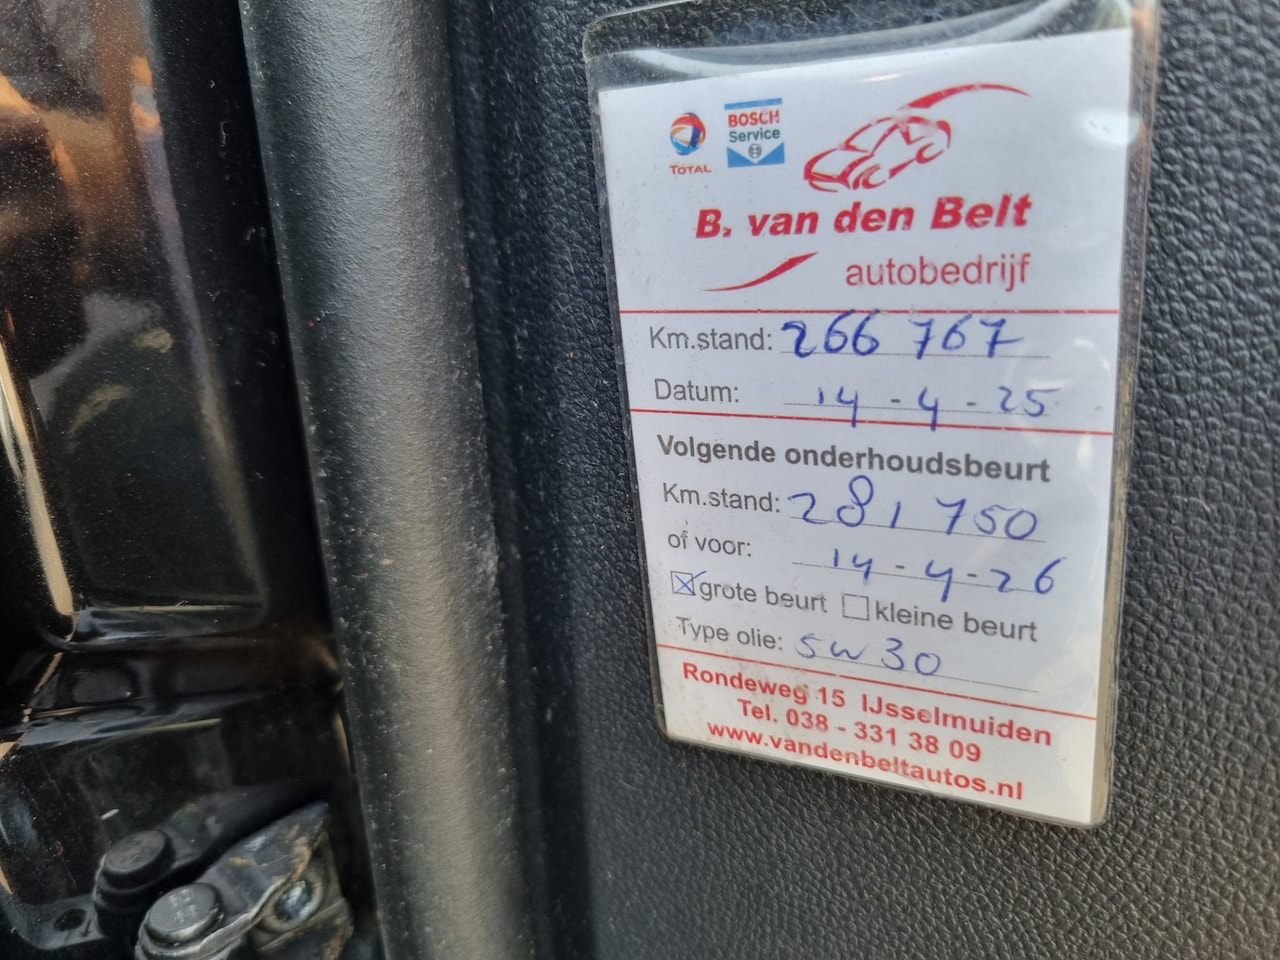 TOTAL
BOSCH
Service
B. van den Belt
autobedrijf
Km.stand: 266 767
Datum: 14 - 4 - 25
Volgende onderhoudsbeurt
Km.stand: 281 750
of voor: 14 - 4 - 26
☒ grote beurt ☐ kleine beurt
Type olie: 5w30
Rondeweg 15 IJsselmuiden
Tel. 038 - 331 38 09
www.vandenbeltautos.nl